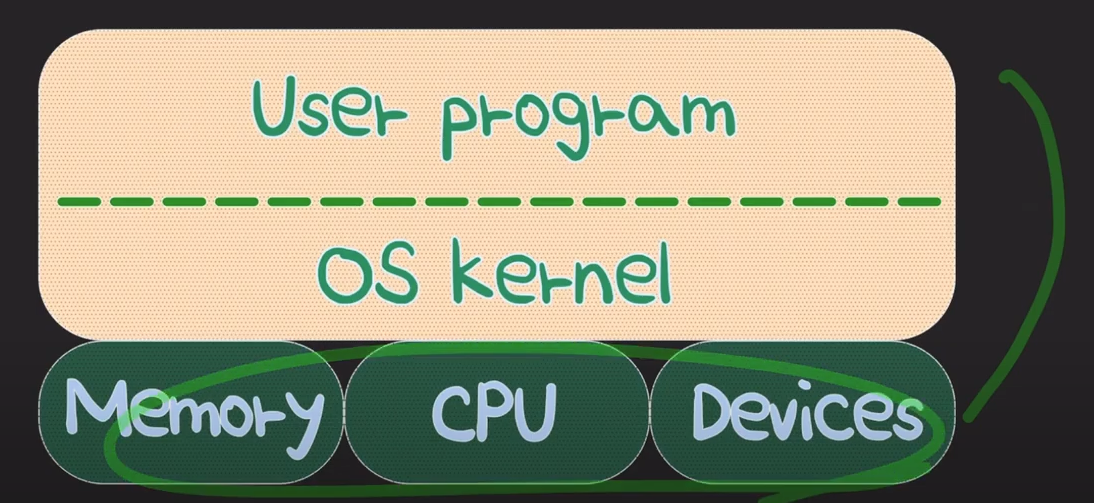 User program
OS kernel
Memory CPU Devices